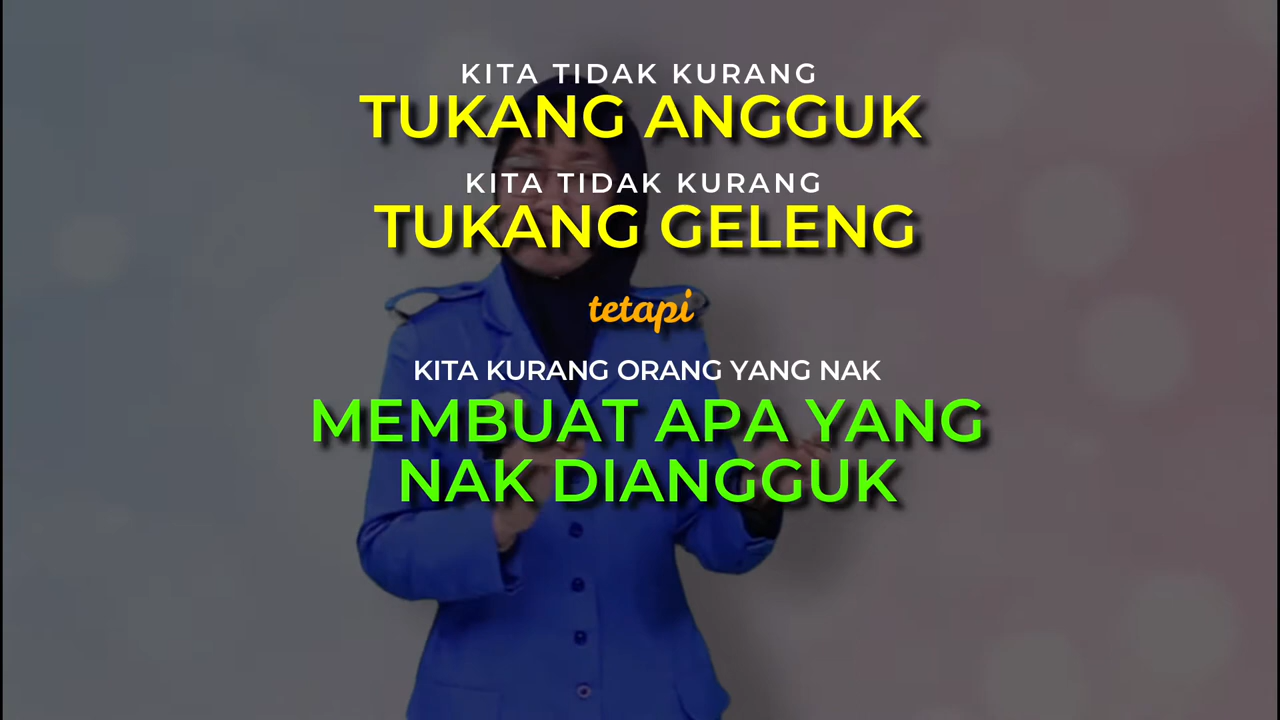 KITA TIDAK KURANG
TUKANG ANGGUK
KITA TIDAK KURANG
TUKANG GELENG
tetapi
KITA KURANG ORANG YANG NAK
MEMBUAT APA YANG
NAK DIANGGUK